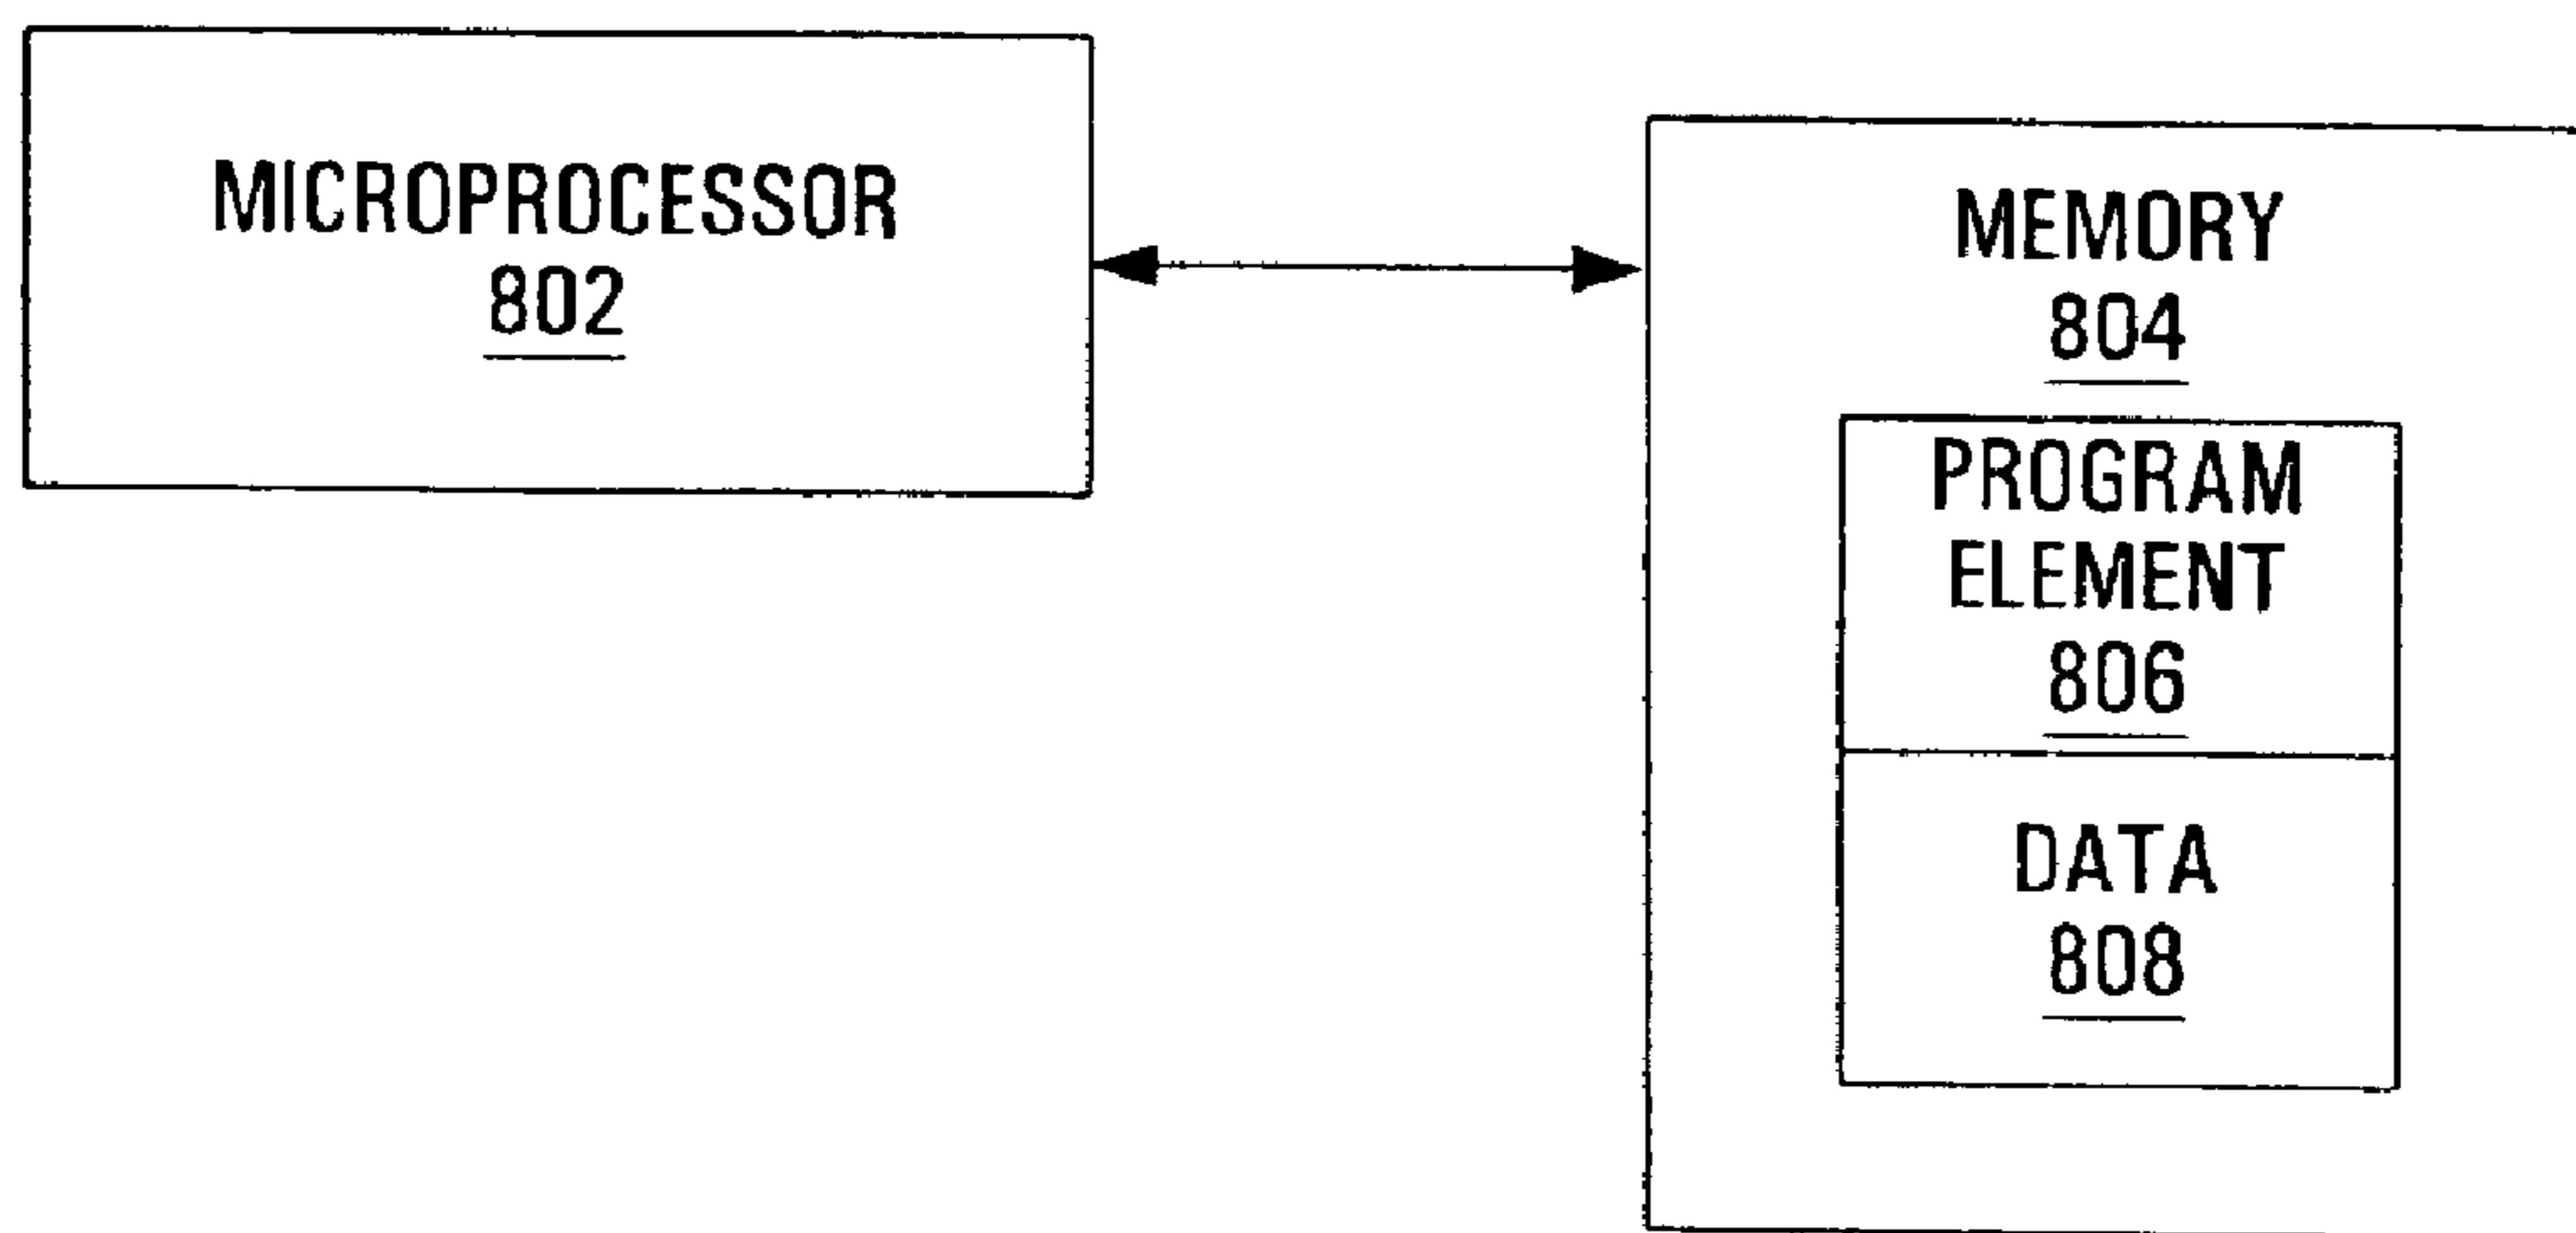 MICROPROCESSOR
802
MEMORY
804
PROGRAM
ELEMENT
806
DATA
808